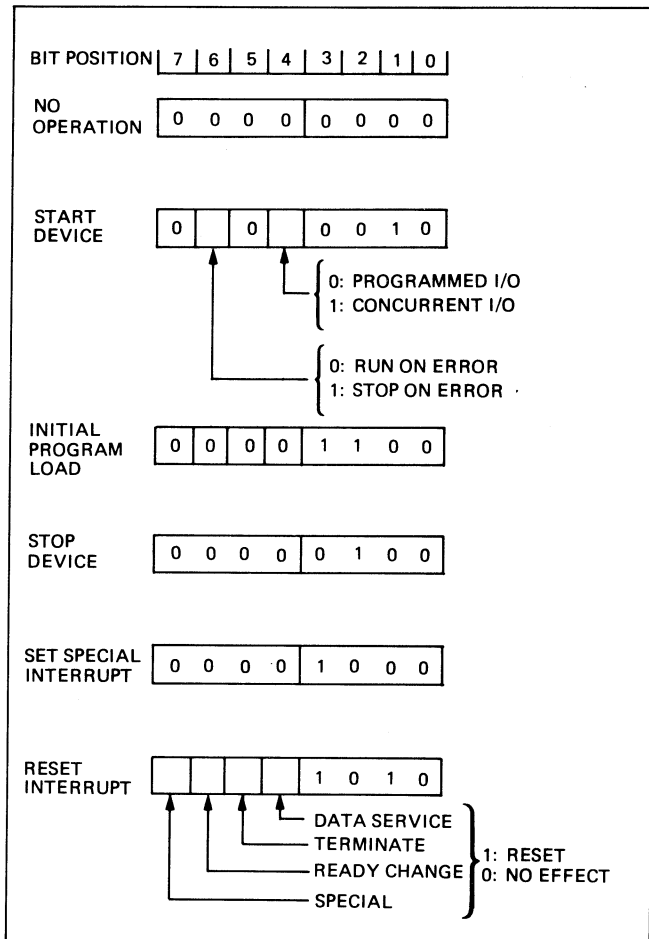 BIT POSITION 7 6 5 4 3 2 1 0
NO
OPERATION
0 0 0 0 0 0 0 0
START
DEVICE
0 0 0 0 1 0
0: PROGRAMMED I/O
1: CONCURRENT I/O
0: RUN ON ERROR
1: STOP ON ERROR
INITIAL
PROGRAM
LOAD
0 0 0 0 1 1 0 0
STOP
DEVICE
0 0 0 0 0 1 0 0
SET SPECIAL
INTERRUPT
0 0 0 0 1 0 0 0
RESET
INTERRUPT
1 0 1 0
DATA SERVICE
TERMINATE
READY CHANGE
SPECIAL
1: RESET
0: NO EFFECT